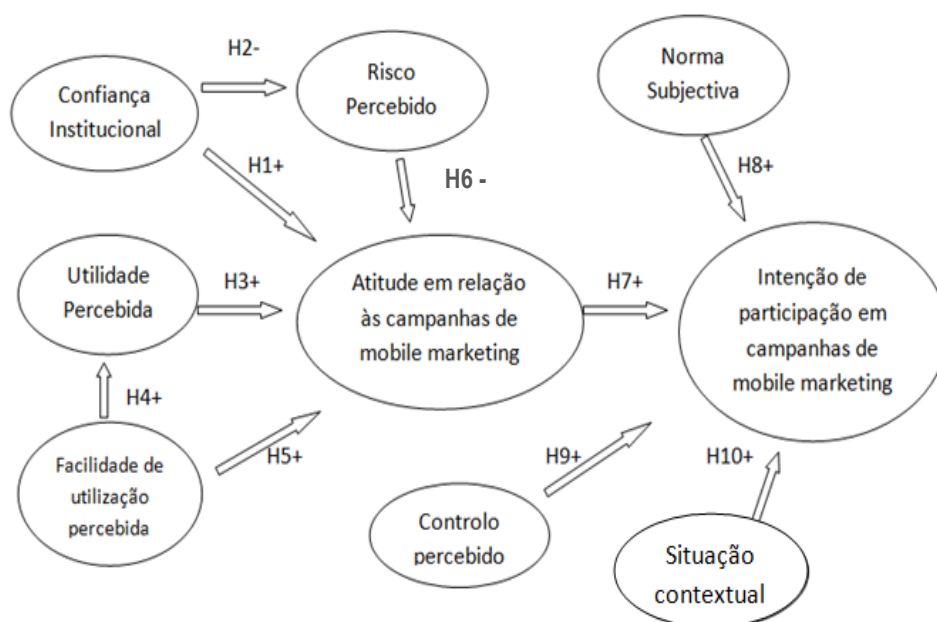 H2-
Confiança
Institucional
Risco
Percebido
Norma
Subjectiva
H1+
H6 -
H8+
Utilidade
Percebida
H3+
Atitude em relação
às campanhas de
mobile marketing
H7+
Intenção de
participação em
campanhas de
mobile marketing
H4+
Facilidade de
utilização
percebida
H5+
H9+
H10+
Controlo
percebido
Situação
contextual